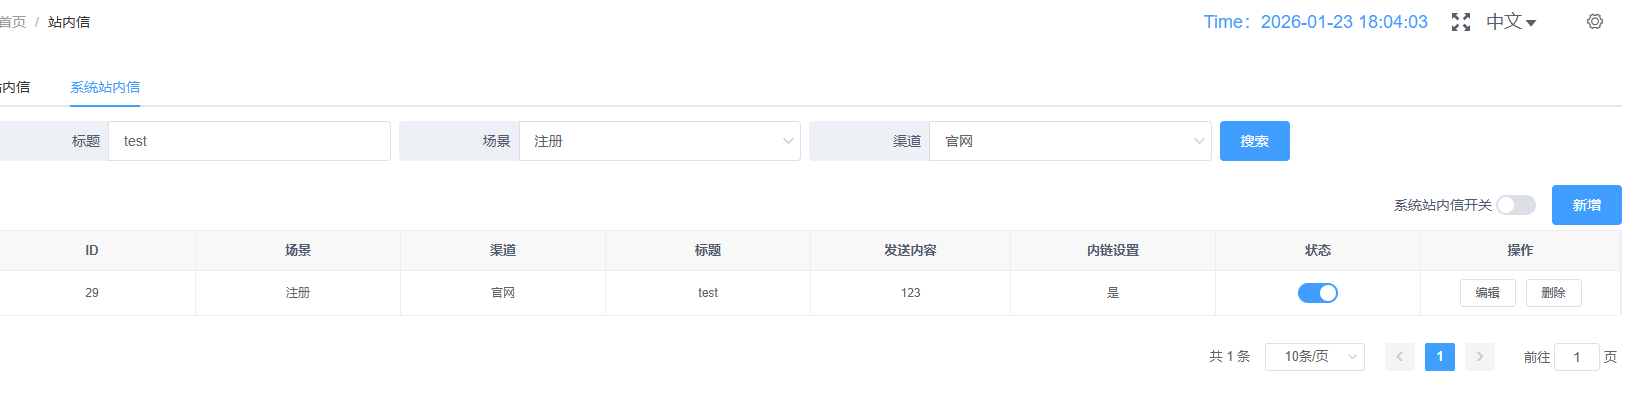 首页 / 站内信
Time：2026-01-23 18:04:03 中文
内信 系统站内信
标题 test 场景 注册 渠道 官网 搜索
系统站内信开关 新增
ID 场景 渠道 标题 发送内容 内链设置 状态 操作
29 注册 官网 test 123 是 编辑 删除
共 1 条 10条/页 1 前往 1 页